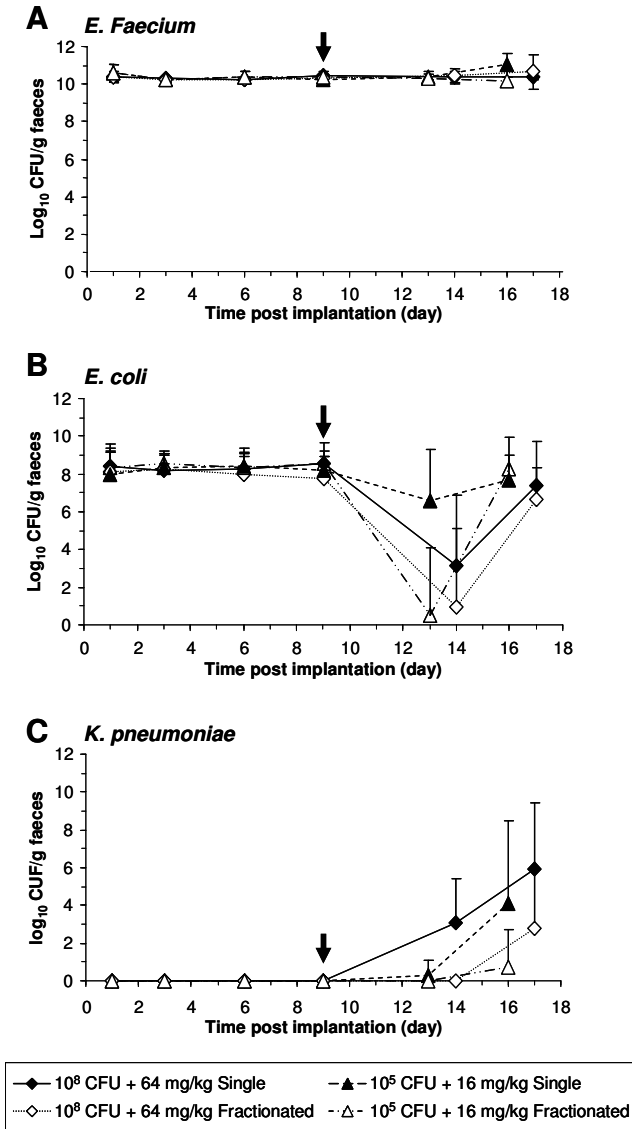 A
E. Faecium
12
10
8
6
4
2
0
Log10 CFU/g faeces
0 2 4 6 8 10 12 14 16 18
Time post implantation (day)
B
E. coli
12
10
8
6
4
2
0
Log10 CFU/g faeces
0 2 4 6 8 10 12 14 16 18
Time post implantation (day)
C
K. pneumoniae
12
10
8
6
4
2
0
log10 CUF/g faeces
0 2 4 6 8 10 12 14 16 18
Time post implantation (day)
10⁸ CFU + 64 mg/kg Single
10⁵ CFU + 16 mg/kg Single
10⁸ CFU + 64 mg/kg Fractionated
10⁵ CFU + 16 mg/kg Fractionated